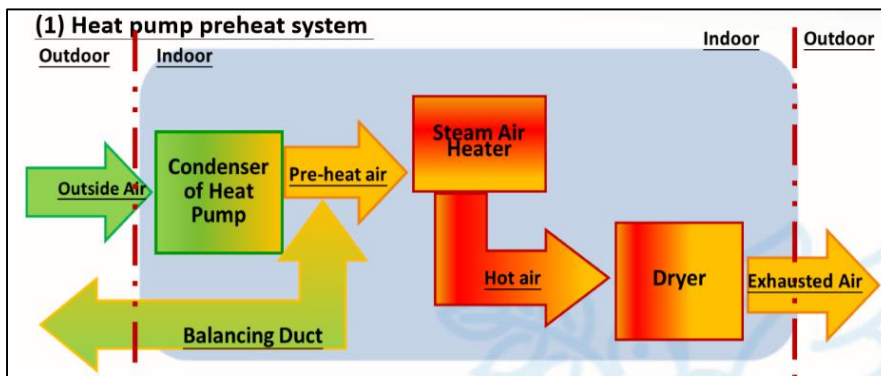 (1) Heat pump preheat system
Outdoor
Indoor
Indoor
Outdoor
Steam Air
Heater
Condenser
of Heat
Pump
Pre-heat air
Outside Air
Hot air
Dryer
Exhausted Air
Balancing Duct